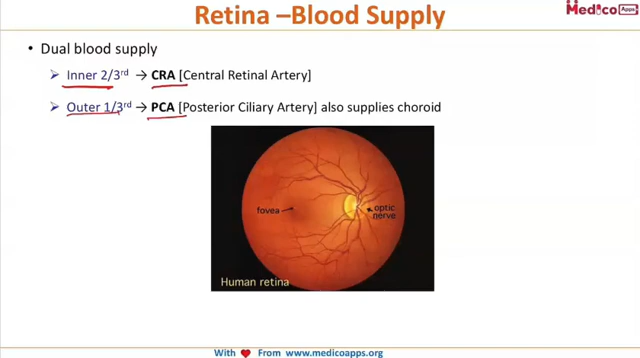 Retina –Blood Supply
Medico Apps
• Dual blood supply
➢ Inner 2/3rd → CRA [Central Retinal Artery]
➢ Outer 1/3rd → PCA [Posterior Ciliary Artery] also supplies choroid
fovea
optic
nerve
Human retina
With ❤ From www.medicoapps.org